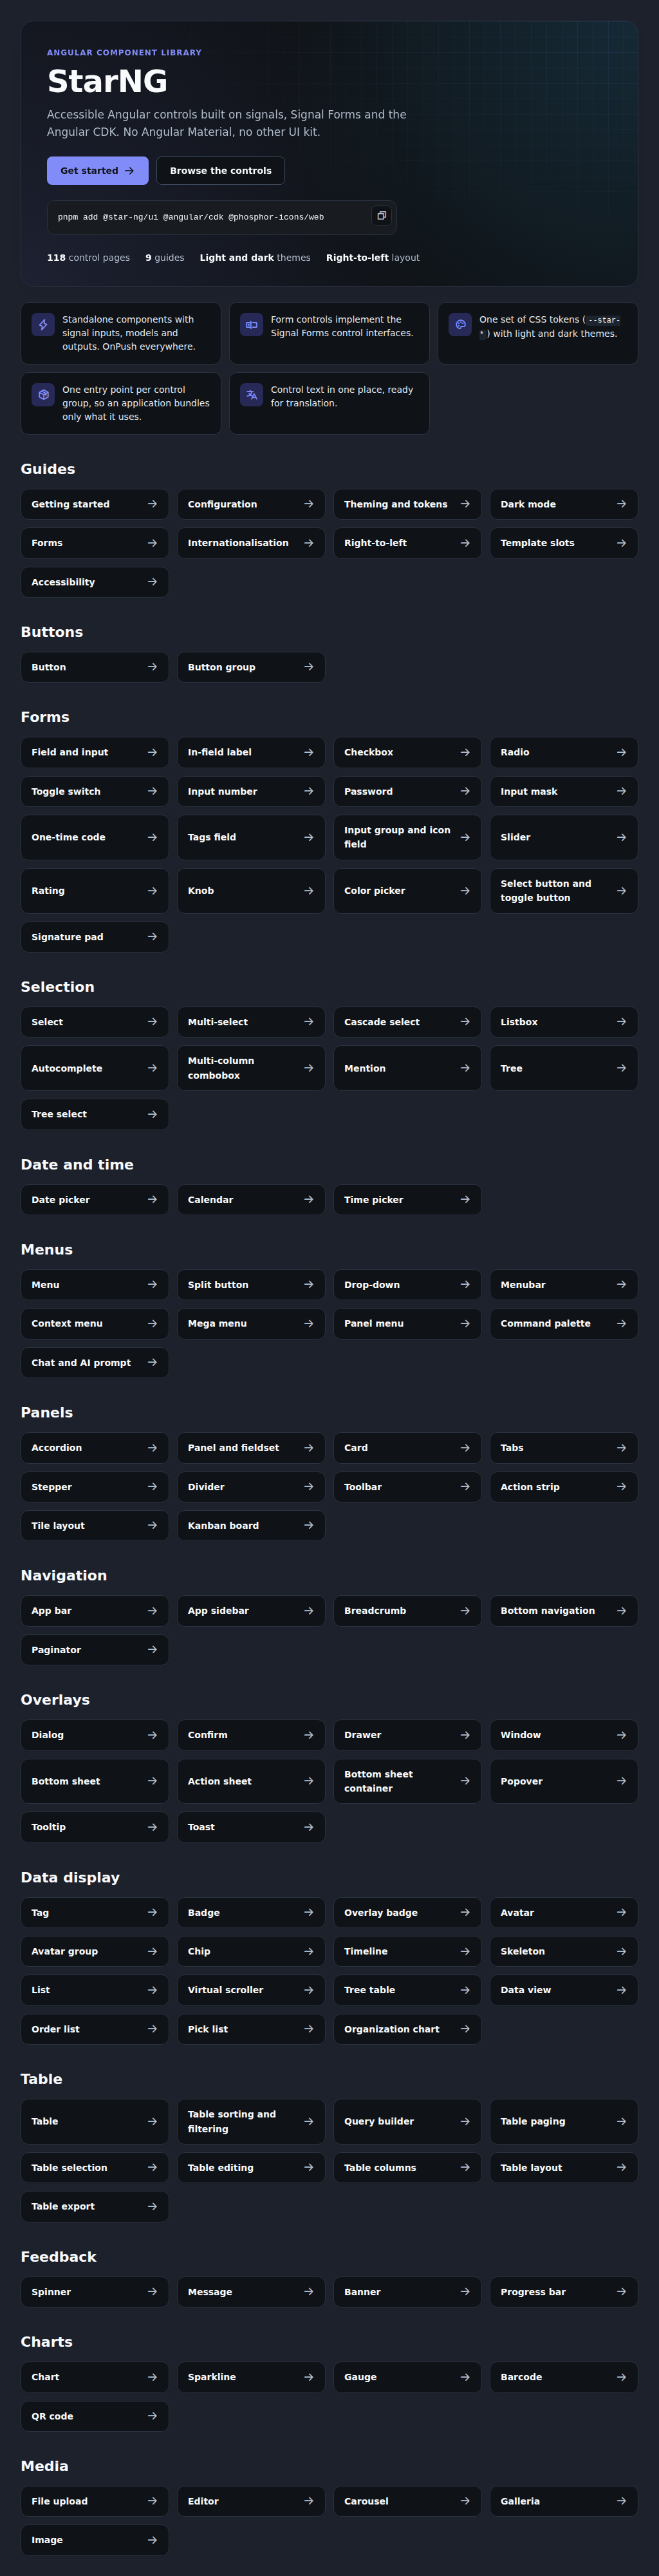 ANGULAR COMPONENT LIBRARY
StarNG
Accessible Angular controls built on signals, Signal Forms and the
Angular CDK. No Angular Material, no other UI kit.
Get started
Browse the controls
pnpm add @star-ng/ui @angular/cdk @phosphor-icons/web
118 control pages 9 guides Light and dark themes Right-to-left layout
Standalone components with
signal inputs, models and
outputs. OnPush everywhere.
Form controls implement the
Signal Forms control interfaces.
One set of CSS tokens (--star-
*) with light and dark themes.
One entry point per control
group, so an application bundles
only what it uses.
Control text in one place, ready
for translation.
Guides
Getting started
Configuration
Theming and tokens
Dark mode
Forms
Internationalisation
Right-to-left
Template slots
Accessibility
Buttons
Button
Button group
Forms
Field and input
In-field label
Checkbox
Radio
Toggle switch
Input number
Password
Input mask
One-time code
Tags field
Input group and icon
field
Slider
Rating
Knob
Color picker
Select button and
toggle button
Signature pad
Selection
Select
Multi-select
Cascade select
Listbox
Autocomplete
Multi-column
combobox
Mention
Tree
Tree select
Date and time
Date picker
Calendar
Time picker
Menus
Menu
Split button
Drop-down
Menubar
Context menu
Mega menu
Panel menu
Command palette
Chat and AI prompt
Panels
Accordion
Panel and fieldset
Card
Tabs
Stepper
Divider
Toolbar
Action strip
Tile layout
Kanban board
Navigation
App bar
App sidebar
Breadcrumb
Bottom navigation
Paginator
Overlays
Dialog
Confirm
Drawer
Window
Bottom sheet
Action sheet
Bottom sheet
container
Popover
Tooltip
Toast
Data display
Tag
Badge
Overlay badge
Avatar
Avatar group
Chip
Timeline
Skeleton
List
Virtual scroller
Tree table
Data view
Order list
Pick list
Organization chart
Table
Table
Table sorting and
filtering
Query builder
Table paging
Table selection
Table editing
Table columns
Table layout
Table export
Feedback
Spinner
Message
Banner
Progress bar
Charts
Chart
Sparkline
Gauge
Barcode
QR code
Media
File upload
Editor
Carousel
Galleria
Image